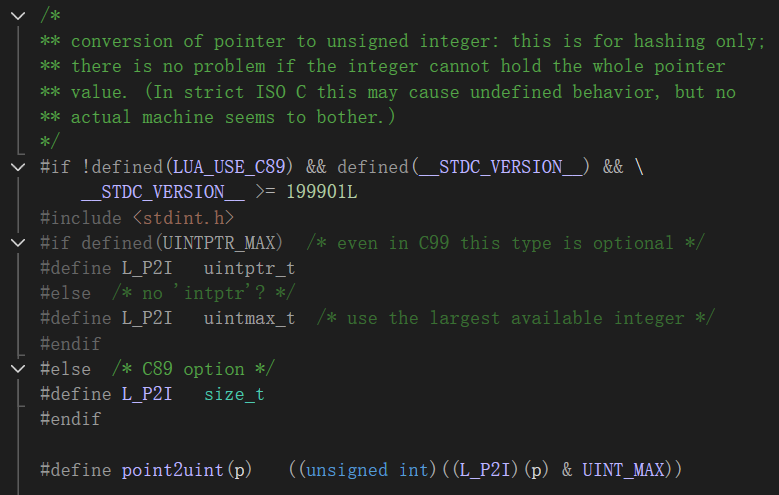 /*
** conversion of pointer to unsigned integer: this is for hashing only;
** there is no problem if the integer cannot hold the whole pointer
** value. (In strict ISO C this may cause undefined behavior, but no
** actual machine seems to bother.)
*/
#if !defined(LUA_USE_C89) && defined(__STDC_VERSION__) && \
    __STDC_VERSION__ >= 199901L
#include <stdint.h>
#if defined(UINTPTR_MAX)  /* even in C99 this type is optional */
#define L_P2I   uintptr_t
#else  /* no 'intptr'? */
#define L_P2I   uintmax_t  /* use the largest available integer */
#endif
#else  /* C89 option */
#define L_P2I   size_t
#endif

#define point2uint(p)   ((unsigned int)((L_P2I)(p) & UINT_MAX))